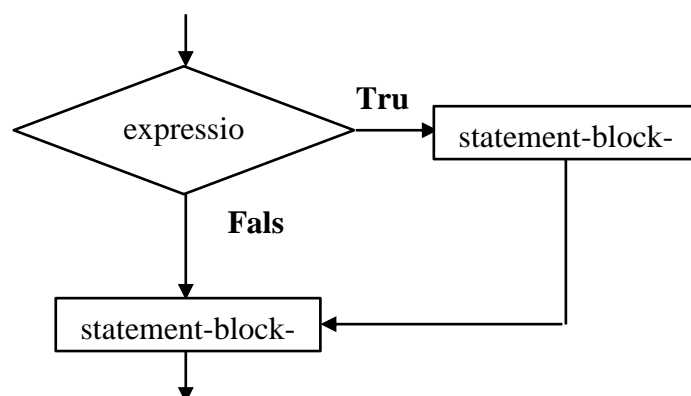 Tru
expressio
statement-block-
Fals
statement-block-